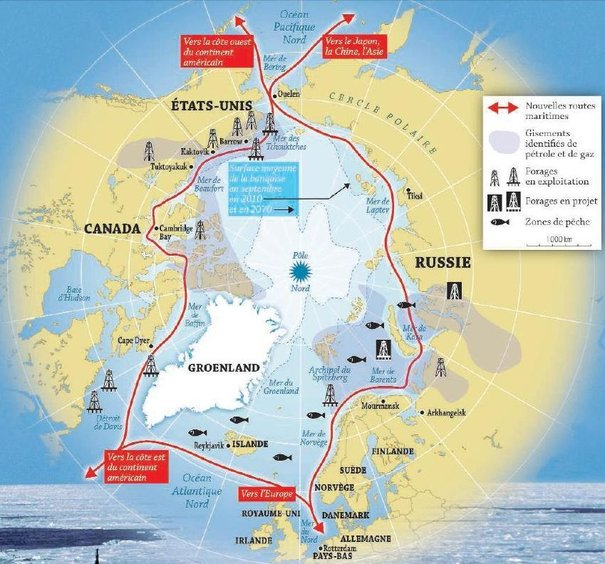 Océan
Pacifique
Nord
Vers la côte ouest
du continent
américain
Vers le Japon,
la Chine, l'Asie
Mer de
Béring
Ouelen
ÉTATS-UNIS
CERCLE POLAIRE
Barrow
Kaktovik
Tuktoyakuk
Mer des
Tchouktches
Mer de
Beaufort
Surface moyenne
de la banquise
en septembre
en 2010
et en 2070
Mer de
Laptev
Tiksi
CANADA
Cambridge
Bay
RUSSIE
Pôle
Nord
Baie
d'Hudson
Mer
de
Baffin
Cape Dyer
GROENLAND
Mer de
Kara
Archipel du
Spitzberg
Mer de
Barents
Mer du
Groenland
Mourmansk
Arkhangelsk
Détroit
de Davis
Reykjavik
ISLANDE
Mer de
Norvège
FINLANDE
SUÈDE
NORVÈGE
Vers la côte est
du continent
américain
Océan
Atlantique
Nord
Vers l'Europe
ROYAUME-UNI
DANEMARK
IRLANDE
Mer
du
Nord
ALLEMAGNE
Rotterdam
PAYS-BAS
Nouvelles routes
maritimes
Gisements
identifiés de
pétrole et de gaz
Forages
en exploitation
Forages en projet
Zones de pêche
1000 km